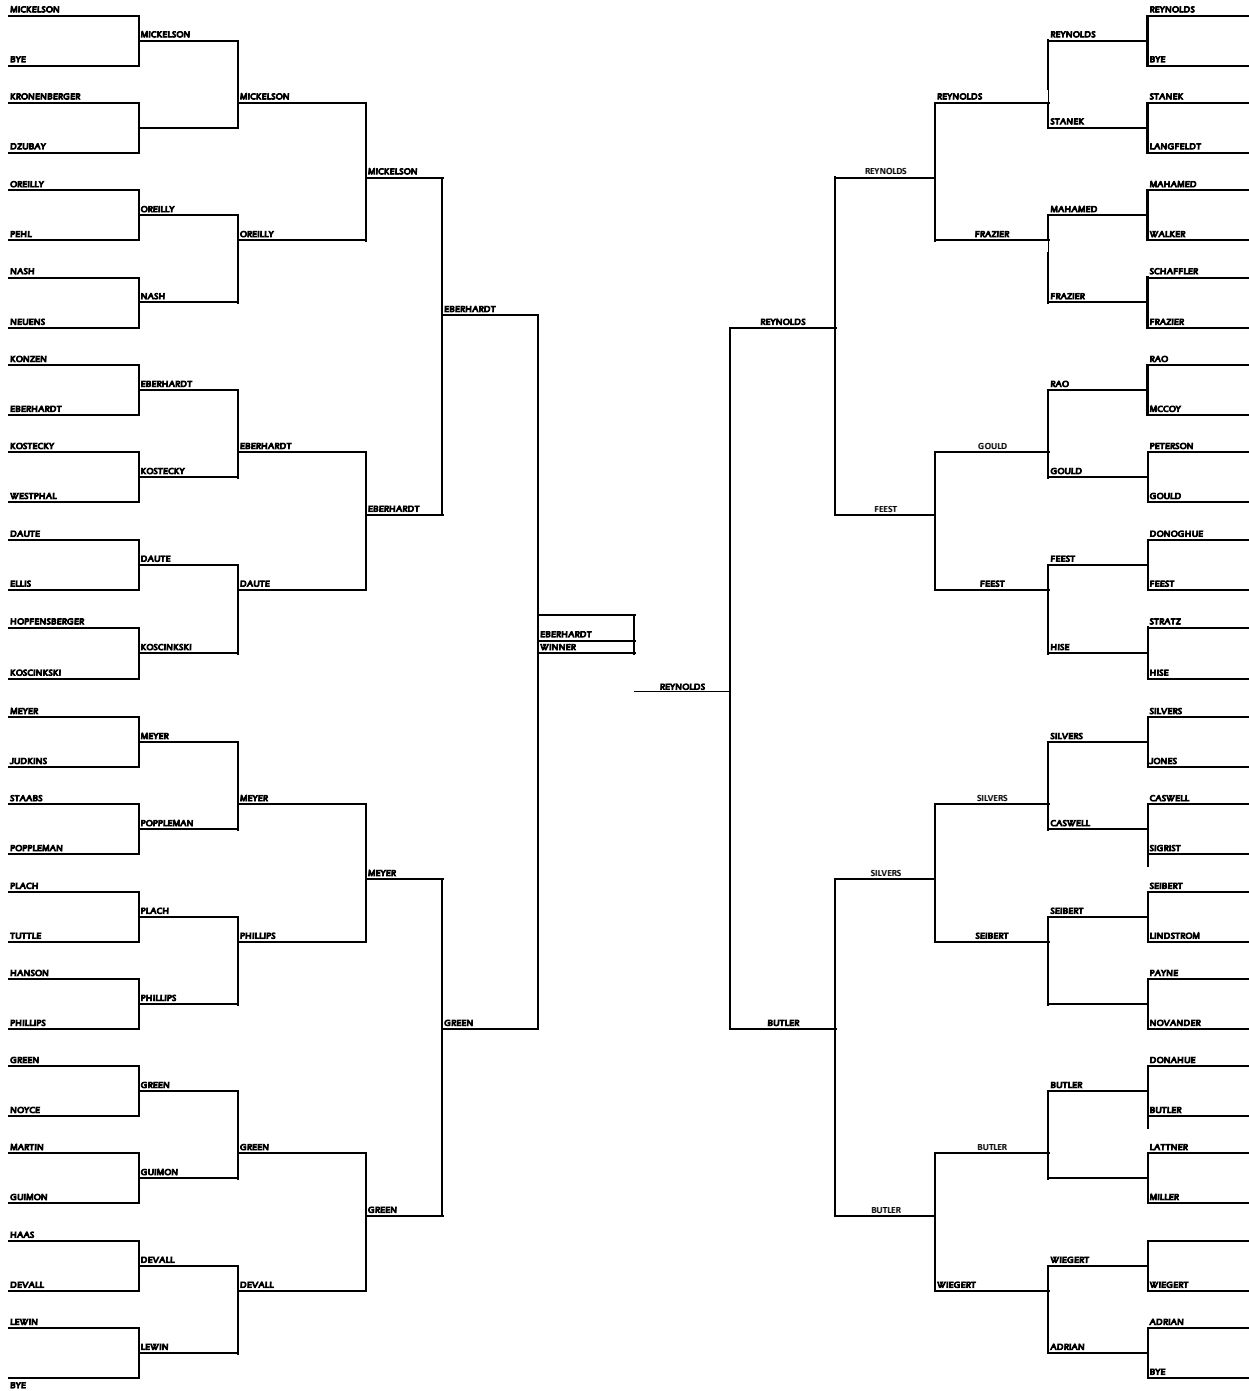 MICKELSON
BYE
KRONENBERGER
DZUBAY
OREILLY
PEHL
NASH
NEUENS
KONZEN
EBERHARDT
KOSTECKY
WESTPHAL
DAUTE
ELLIS
HOPFENSBERGER
KOSCINKSKI
MEYER
JUDKINS
STAABS
POPPLEMAN
PLACH
TUTTLE
HANSON
PHILLIPS
GREEN
NOYCE
MARTIN
GUIMON
HAAS
DEVALL
LEWIN
BYE
MICKELSON
OREILLY
NASH
EBERHARDT
KOSTECKY
DAUTE
KOSCINKSKI
MEYER
POPPLEMAN
PLACH
PHILLIPS
GREEN
GUIMON
DEVALL
LEWIN
MICKELSON
OREILLY
EBERHARDT
DAUTE
MEYER
PHILLIPS
GREEN
DEVALL
MICKELSON
EBERHARDT
MEYER
GREEN
EBERHARDT
GREEN
EBERHARDT
WINNER
REYNOLDS
REYNOLDS
BUTLER
REYNOLDS
FEEST
SILVERS
BUTLER
REYNOLDS
FRAZIER
GOULD
FEEST
SILVERS
SEIBERT
BUTLER
WIEGERT
REYNOLDS
STANEK
MAHAMED
FRAZIER
RAO
GOULD
FEEST
HISE
SILVERS
CASWELL
SEIBERT
BUTLER
WIEGERT
ADRIAN
REYNOLDS
BYE
STANEK
LANGFELDT
MAHAMED
WALKER
SCHAFFLER
FRAZIER
RAO
MCCOY
PETERSON
GOULD
DONOGHUE
FEEST
STRATZ
HISE
SILVERS
JONES
CASWELL
SIGRIST
SEIBERT
LINDSTROM
PAYNE
NOVANDER
DONAHUE
BUTLER
LATTNER
MILLER
WIEGERT
ADRIAN
BYE